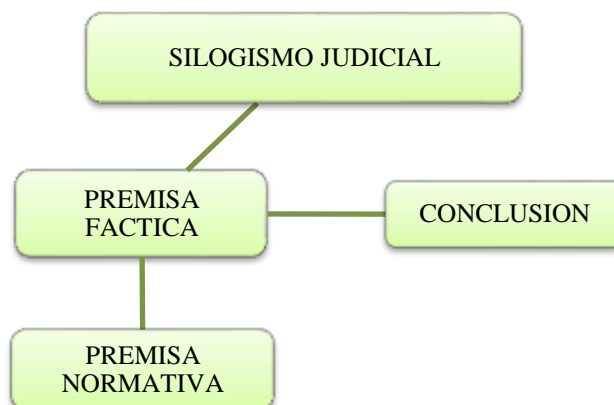 SILOGISMO JUDICIAL
PREMISA
FACTICA
CONCLUSION
PREMISA
NORMATIVA